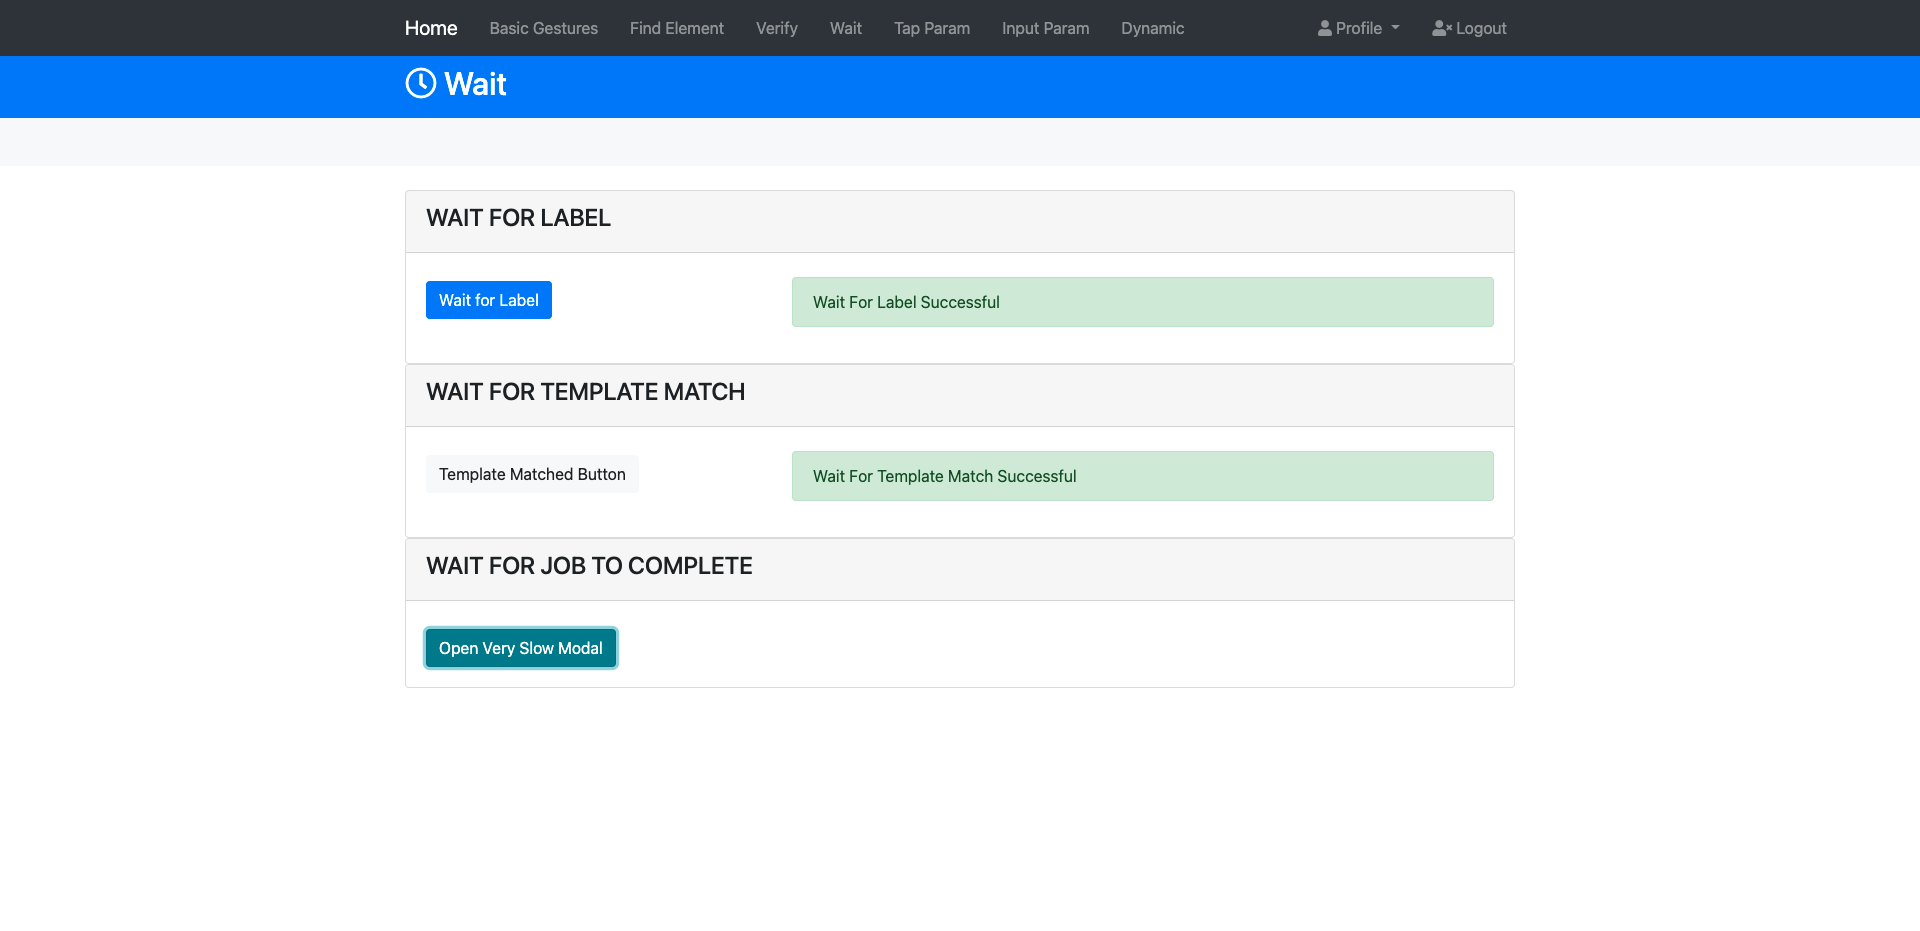 Home Basic Gestures Find Element Verify Wait Tap Param Input Param Dynamic Profile Logout
Wait
WAIT FOR LABEL
Wait for Label Wait For Label Successful
WAIT FOR TEMPLATE MATCH
Template Matched Button Wait For Template Match Successful
WAIT FOR JOB TO COMPLETE
Open Very Slow Modal